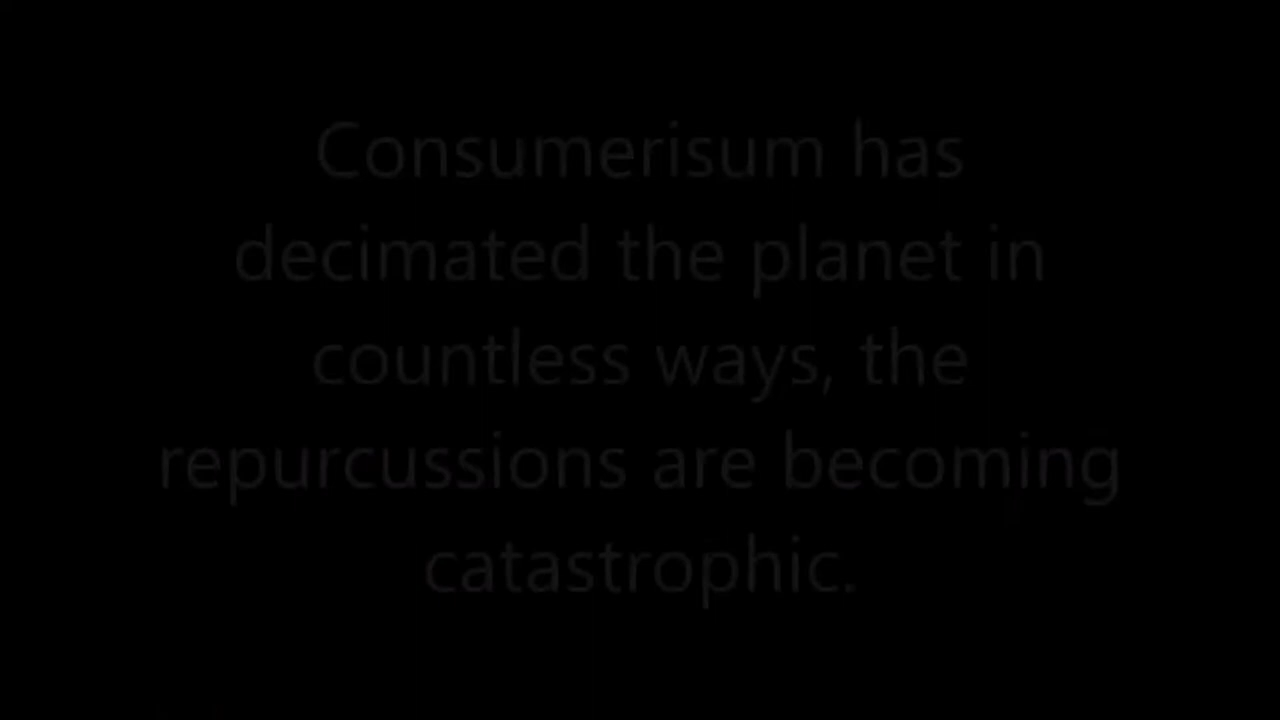 Consumerisum has
decimated the planet in
countless ways, the
repurcussions are becoming
catastrophic.